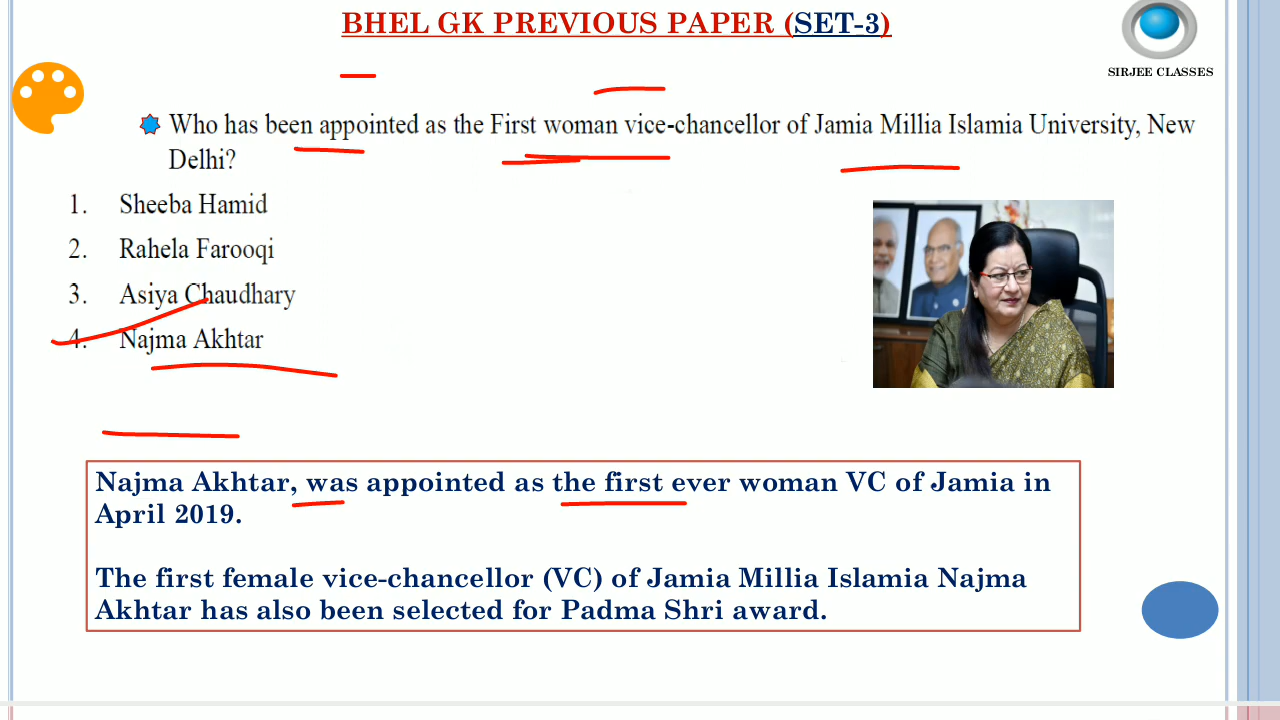 BHEL GK PREVIOUS PAPER (SET-3)
SIRJEE CLASSES
Who has been appointed as the First woman vice-chancellor of Jamia Millia Islamia University, New
Delhi?
1. Sheeba Hamid
2. Rahela Farooqi
3. Asiya Chaudhary
4. Najma Akhtar
Najma Akhtar, was appointed as the first ever woman VC of Jamia in
April 2019.
The first female vice-chancellor (VC) of Jamia Millia Islamia Najma
Akhtar has also been selected for Padma Shri award.